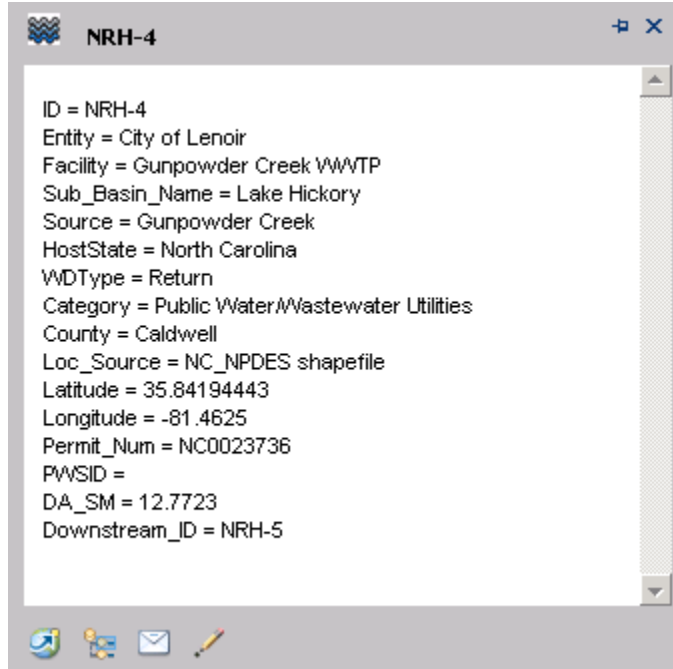 NRH-4
ID = NRH-4
Entity = City of Lenoir
Facility = Gunpowder Creek WWTP
Sub_Basin_Name = Lake Hickory
Source = Gunpowder Creek
HostState = North Carolina
WDType = Return
Category = Public Water/Wastewater Utilities
County = Caldwell
Loc_Source = NC_NPDES shapefile
Latitude = 35.84194443
Longitude = -81.4625
Permit_Num = NC0023736
PWSID =
DA_SM = 12.7723
Downstream_ID = NRH-5